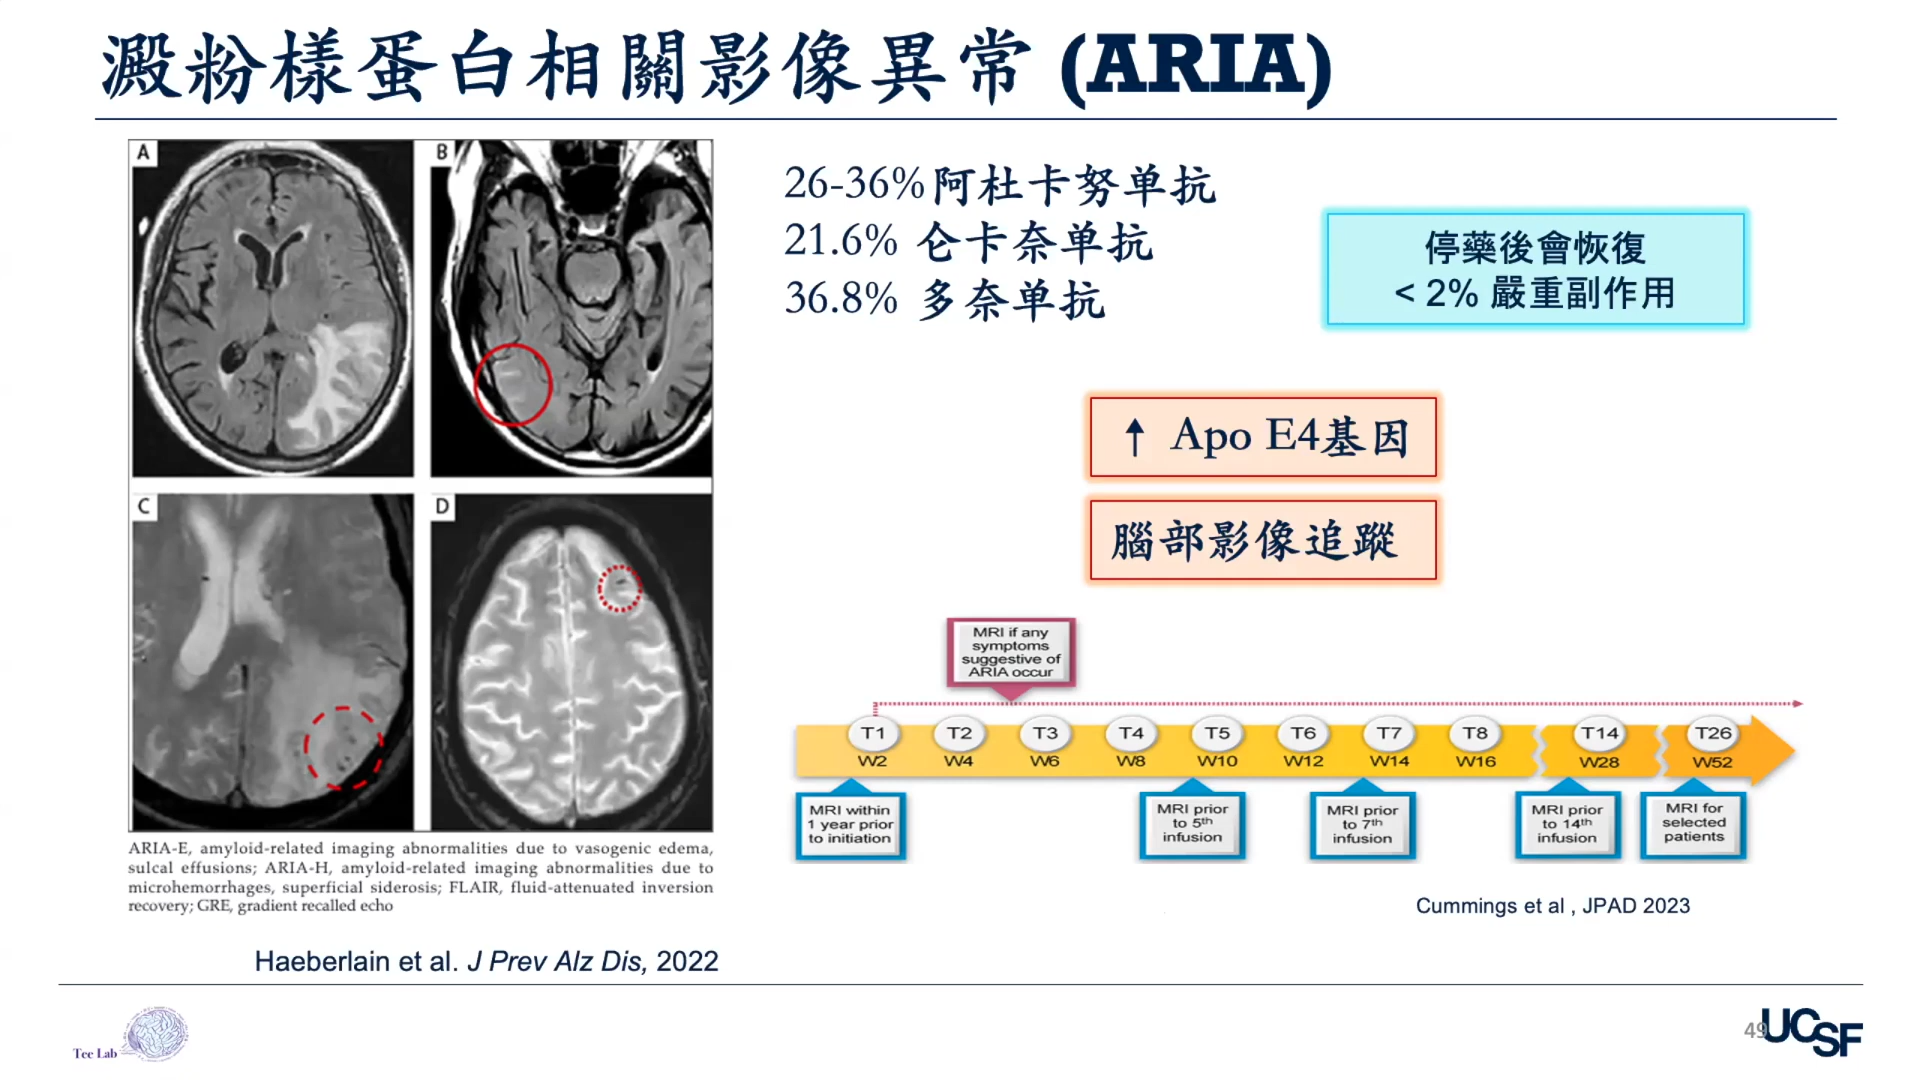 澱粉樣蛋白相關影像異常 (ARIA)
A
B
C
D
ARIA-E, amyloid-related imaging abnormalities due to vasogenic edema,
sulcal effusions; ARIA-H, amyloid-related imaging abnormalities due to
microhemorrhages, superficial siderosis; FLAIR, fluid-attenuated inversion
recovery; GRE, gradient recalled echo
Haeberlain et al. J Prev Alz Dis, 2022
26-36%阿杜卡努单抗
21.6% 仑卡奈单抗
36.8% 多奈单抗
停藥後會恢復
< 2% 嚴重副作用
↑ Apo E4基因
腦部影像追蹤
MRI if any
symptoms
suggestive of
ARIA occur
T1 T2 T3 T4 T5 T6 T7 T8 T14 T26
W2 W4 W6 W8 W10 W12 W14 W16 W28 W52
MRI within
1 year prior
to initiation
MRI prior
to 5th
infusion
MRI prior
to 7th
infusion
MRI prior
to 14th
infusion
MRI for
selected
patients
Cummings et al , JPAD 2023
Tee Lab
49
UCSF